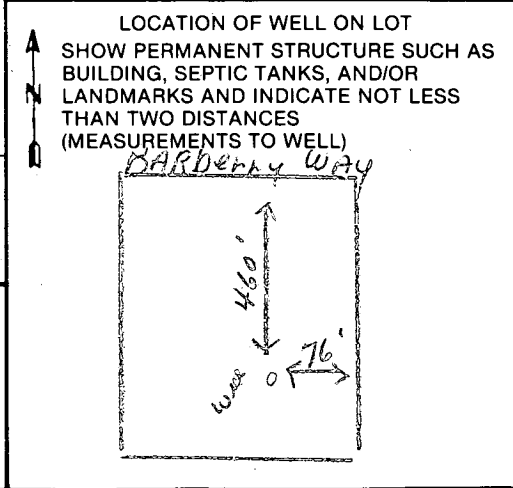 LOCATION OF WELL ON LOT
SHOW PERMANENT STRUCTURE SUCH AS
BUILDING, SEPTIC TANKS, AND/OR
LANDMARKS AND INDICATE NOT LESS
THAN TWO DISTANCES
(MEASUREMENTS TO WELL)
N
BARberry WAy
460'
76'
Well